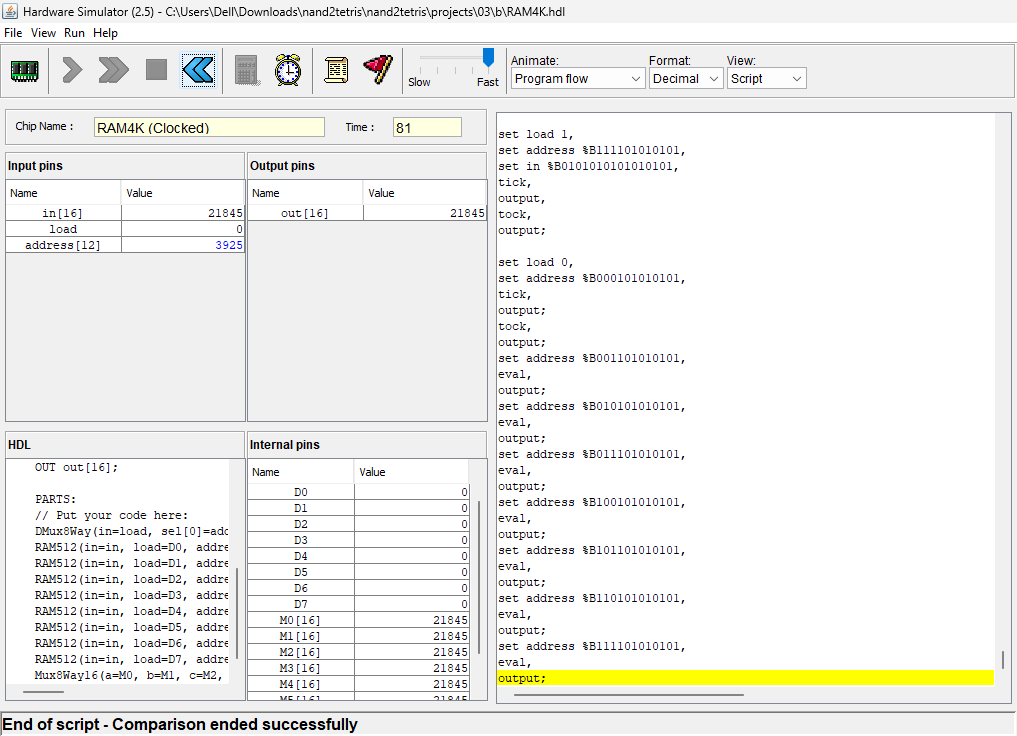 Hardware Simulator (2.5) - C:\Users\Dell\Downloads\nand2tetris\nand2tetris\projects\03\b\RAM4K.hdl
File View Run Help
Slow Fast
Animate: Format: View:
Program flow Decimal Script
Chip Name : RAM4K (Clocked) Time : 81
Input pins
Name Value
in[16] 21845
load 0
address[12] 3925
Output pins
Name Value
out[16] 21845
HDL
OUT out[16];
PARTS:
// Put your code here:
DMux8Way(in=load, sel[0]=add
RAM512(in=in, load=D0, addre
RAM512(in=in, load=D1, addre
RAM512(in=in, load=D2, addre
RAM512(in=in, load=D3, addre
RAM512(in=in, load=D4, addre
RAM512(in=in, load=D5, addre
RAM512(in=in, load=D6, addre
RAM512(in=in, load=D7, addre
Mux8Way16(a=M0, b=M1, c=M2,
Internal pins
Name Value
D0 0
D1 0
D2 0
D3 0
D4 0
D5 0
D6 0
D7 0
M0[16] 21845
M1[16] 21845
M2[16] 21845
M3[16] 21845
M4[16] 21845
M5[16] 21845
set load 1,
set address %B111101010101,
set in %B0101010101010101,
tick,
output,
tock,
output;
set load 0,
set address %B000101010101,
tick,
output;
tock,
output;
set address %B001101010101,
eval,
output;
set address %B010101010101,
eval,
output;
set address %B011101010101,
eval,
output;
set address %B100101010101,
eval,
output;
set address %B101101010101,
eval,
output;
set address %B110101010101,
eval,
output;
set address %B111101010101,
eval,
output;
End of script - Comparison ended successfully